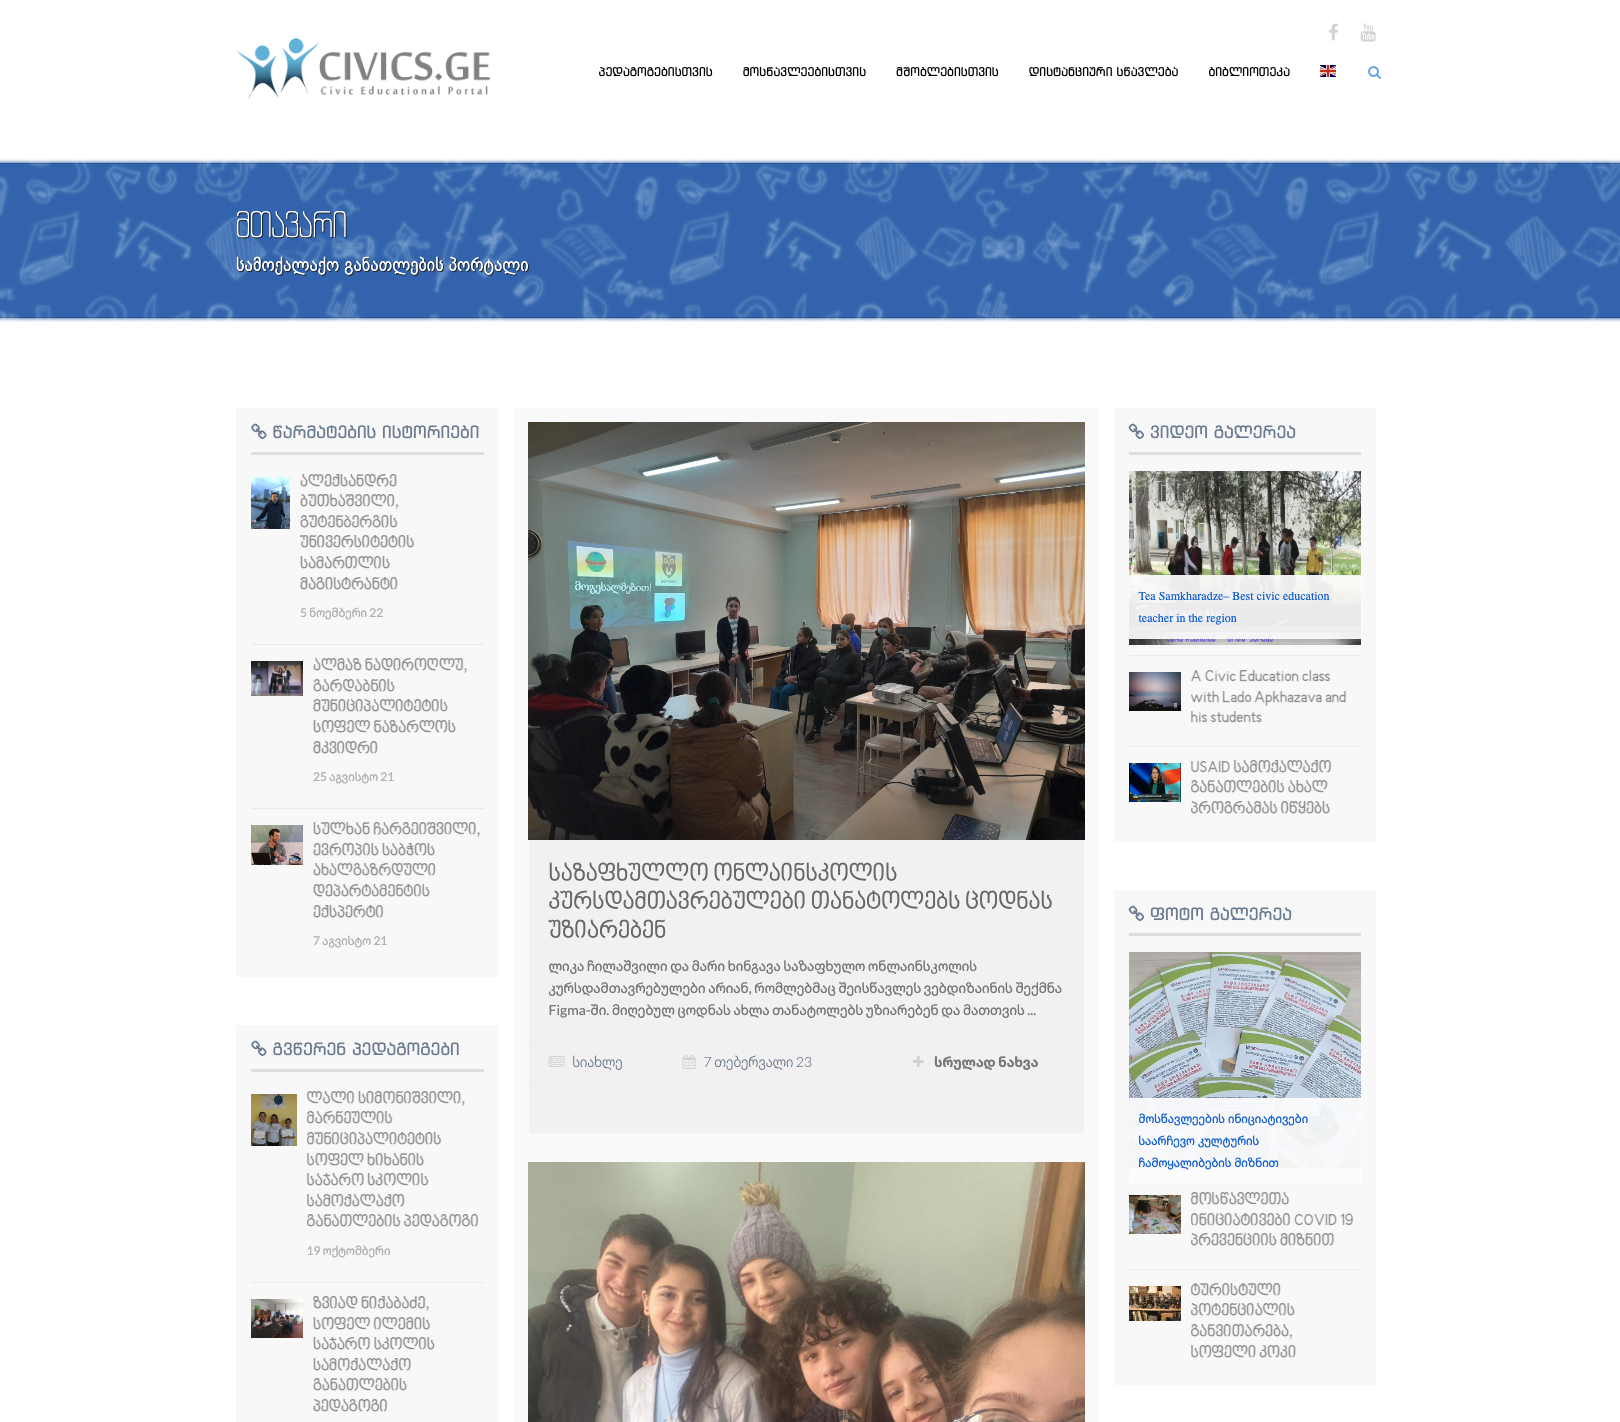 CIVICS.GE
Civic Educational Portal
პედაგოგებისთვის
მოსწავლეებისთვის
მშობლებისთვის
დისტანციური სწავლება
ბიბლიოთეკა
მთავარი
სამოქალაქო განათლების პორტალი
წარმატების ისტორიები
ალექსანდრე
ბუთხაშვილი,
გუტენბერგის
უნივერსიტეტის
სამართლის
მაგისტრანტი
5 ნოემბერი 22
ალმაზ ნადიროღლუ,
გარდაბნის
მუნიციპალიტეტის
სოფელ ნაზარლოს
მკვიდრი
25 აგვისტო 21
სულხან ჩარგეიშვილი,
ევროპის საბჭოს
ახალგაზრდული
დეპარტამენტის
ექსპერტი
7 აგვისტო 21
გვწერენ პედაგოგები
ლალი სიმონიშვილი,
მარნეულის
მუნიციპალიტეტის
სოფელ ხიხანის
საჯარო სკოლის
სამოქალაქო
განათლების პედაგოგი
19 ოქტომბერი
ზვიად ნიქაბაძე,
სოფელ ილემის
საჯარო სკოლის
სამოქალაქო
განათლების
პედაგოგი
მოგესალმებით!
საზაფხულლო ონლაინსკოლის
კურსდამთავრებულები თანატოლებს ცოდნას
უზიარებენ
ლიკა ჩილაშვილი და მარი ხინგავა საზაფხულო ონლაინსკოლის
კურსდამთავრებულები არიან, რომლებმაც შეისწავლეს ვებდიზაინის შექმნა
Figma-ში. მიღებულ ცოდნას ახლა თანატოლებს უზიარებენ და მათთვის ...
სიახლე
7 თებერვალი 23
სრულად ნახვა
ვიდეო გალერეა
Tea Samkharadze– Best civic education
teacher in the region
A Civic Education class
with Lado Apkhazava and
his students
USAID სამოქალაქო
განათლების ახალ
პროგრამას იწყებს
ფოტო გალერეა
მოსწავლეების ინიციატივები
საარჩევო კულტურის
ჩამოყალიბების მიზნით
მოსწავლეთა
ინიციატივები COVID 19
პრევენციის მიზნით
ტურისტული
პოტენციალის
განვითარება,
სოფელი კოკი